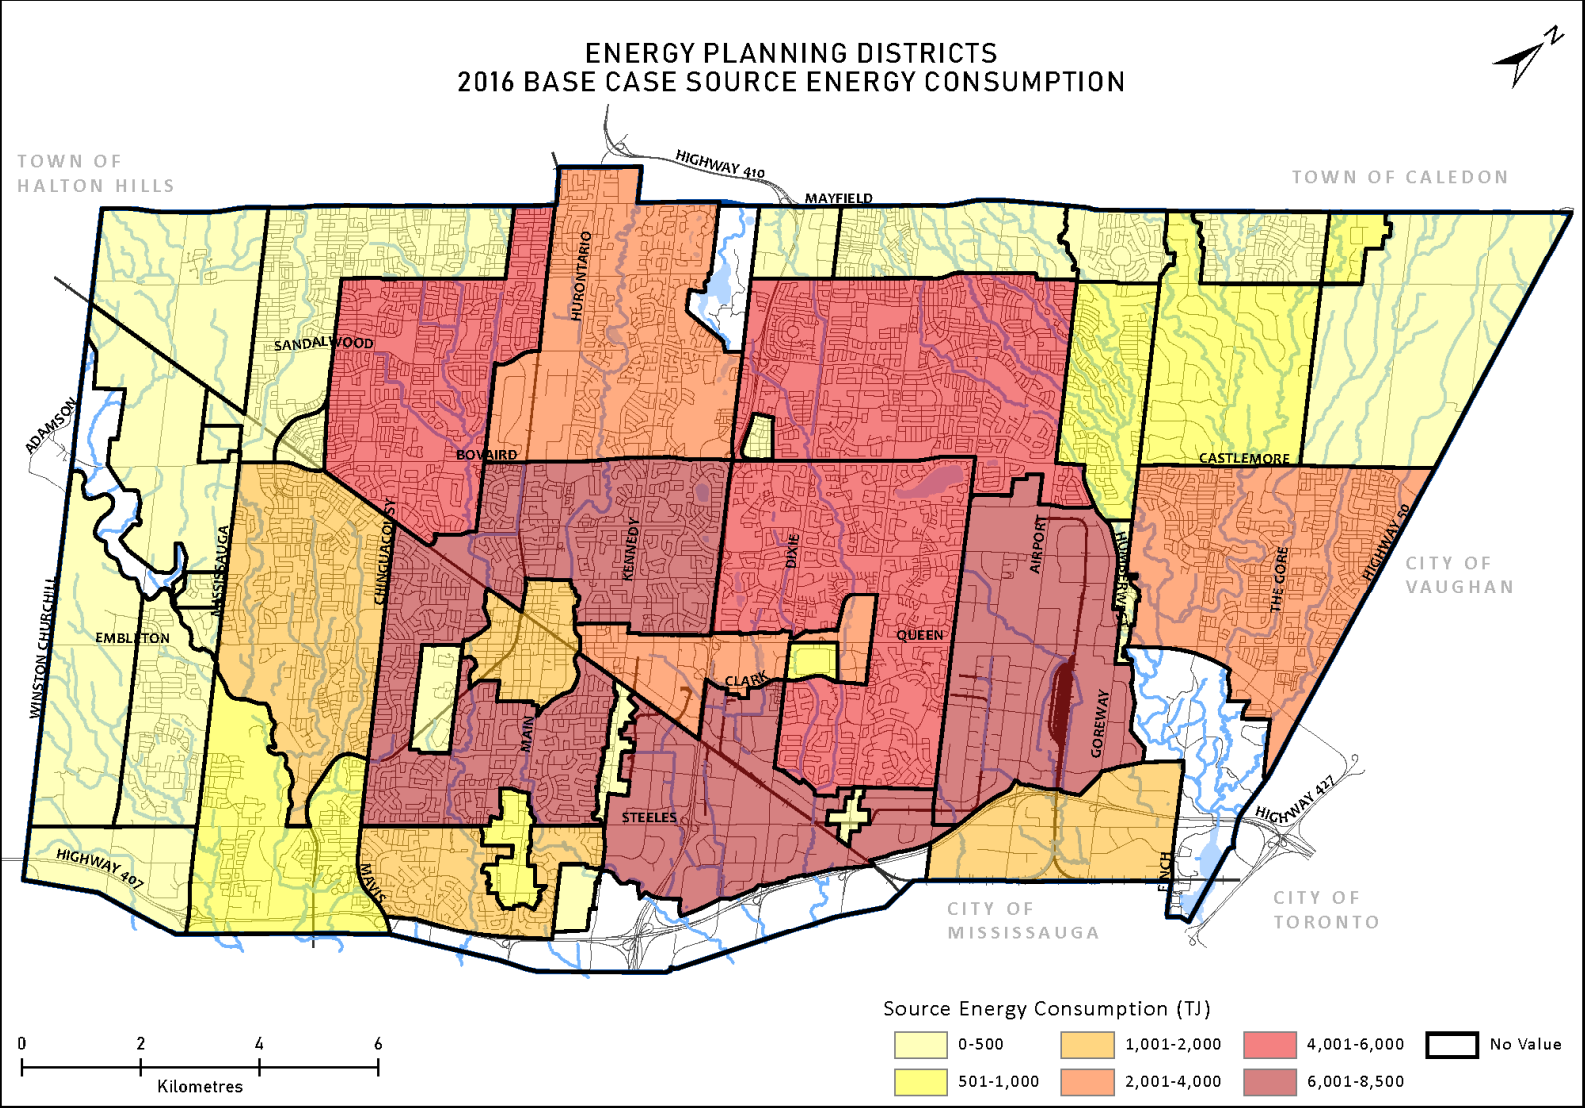 ENERGY PLANNING DISTRICTS
2016 BASE CASE SOURCE ENERGY CONSUMPTION
N
TOWN OF
HALTON HILLS
HIGHWAY 410
MAYFIELD
TOWN OF CALEDON
HURONTARIO
SANDALWOOD
ADAMSON
BOVAIRD
CASTLEMORE
MISSISSAUGA
CHINGUACOUSY
KENNEDY
DIXIE
AIRPORT
HUMBERWEST
THE GORE
HIGHWAY 50
CITY OF
VAUGHAN
WINSTON CHURCHILL
EMBLETON
QUEEN
CLARK
MAIN
GOREWAY
STEELES
HIGHWAY 427
HIGHWAY 407
MAVIS
FINCH
CITY OF
MISSISSAUGA
CITY OF
TORONTO
Source Energy Consumption (TJ)
0-500
1,001-2,000
4,001-6,000
No Value
501-1,000
2,001-4,000
6,001-8,500
0 2 4 6
Kilometres